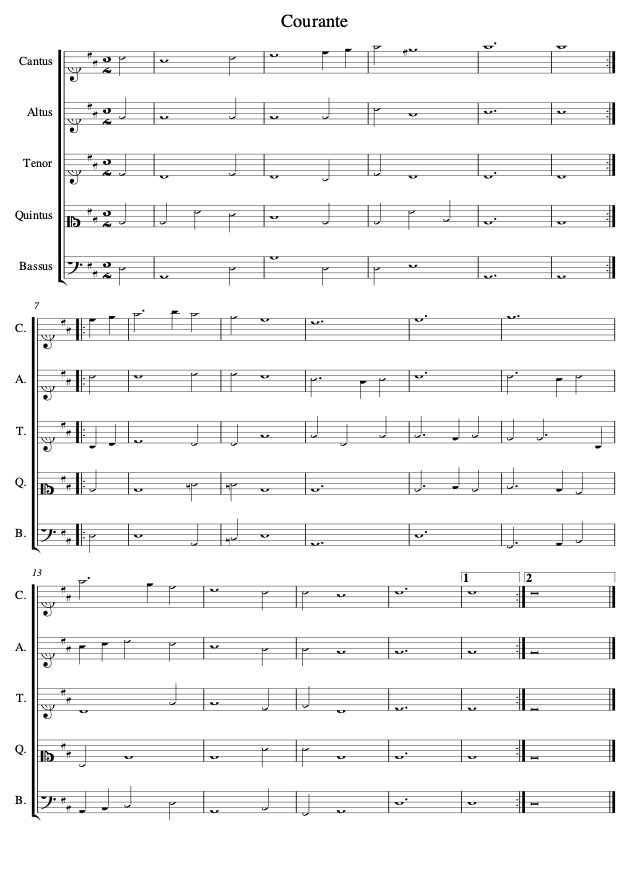 Courante
Cantus
Altus
Tenor
Quintus
Bassus
7
C.
A.
T.
Q.
B.
13
1
2
C.
A.
T.
Q.
B.